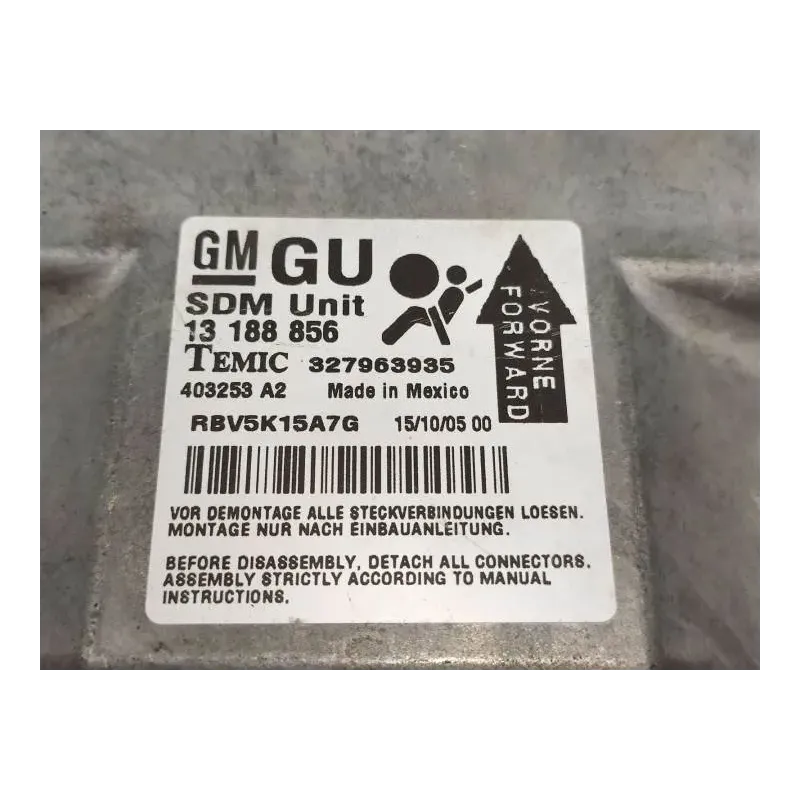 GM GU
SDM Unit
13 188 856
TEMIC 327963935
403253 A2 Made in Mexico
RBV5K15A7G 15/10/05 00
VORNE
FORWARD
VOR DEMONTAGE ALLE STECKVERBINDUNGEN LOESEN.
MONTAGE NUR NACH EINBAUANLEITUNG.
BEFORE DISASSEMBLY, DETACH ALL CONNECTORS.
ASSEMBLY STRICTLY ACCORDING TO MANUAL
INSTRUCTIONS.